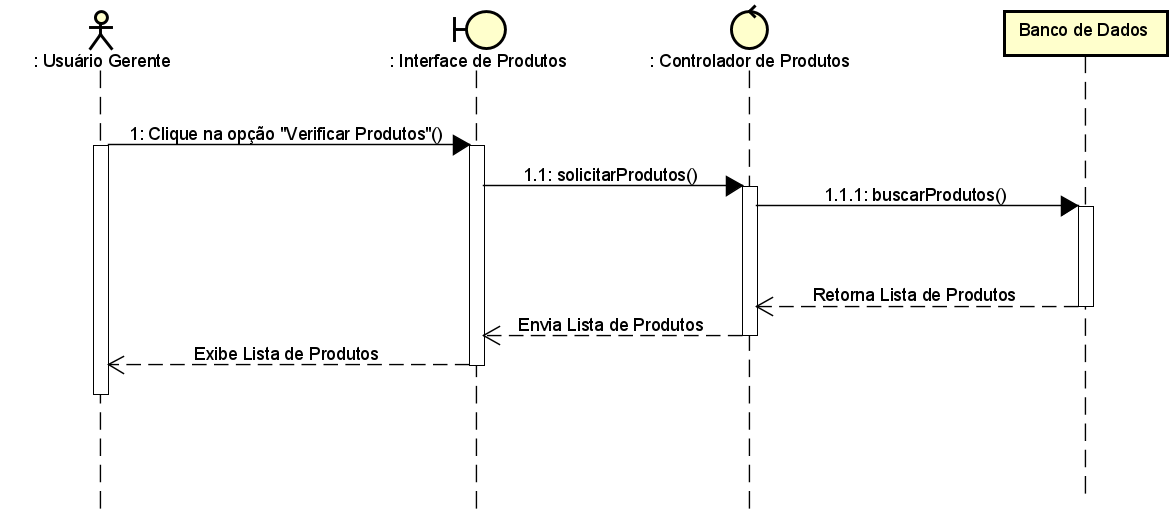 : Usuário Gerente
: Interface de Produtos
: Controlador de Produtos
Banco de Dados
1: Clique na opção "Verificar Produtos"()
1.1: solicitarProdutos()
1.1.1: buscarProdutos()
Retorna Lista de Produtos
Envia Lista de Produtos
Exibe Lista de Produtos